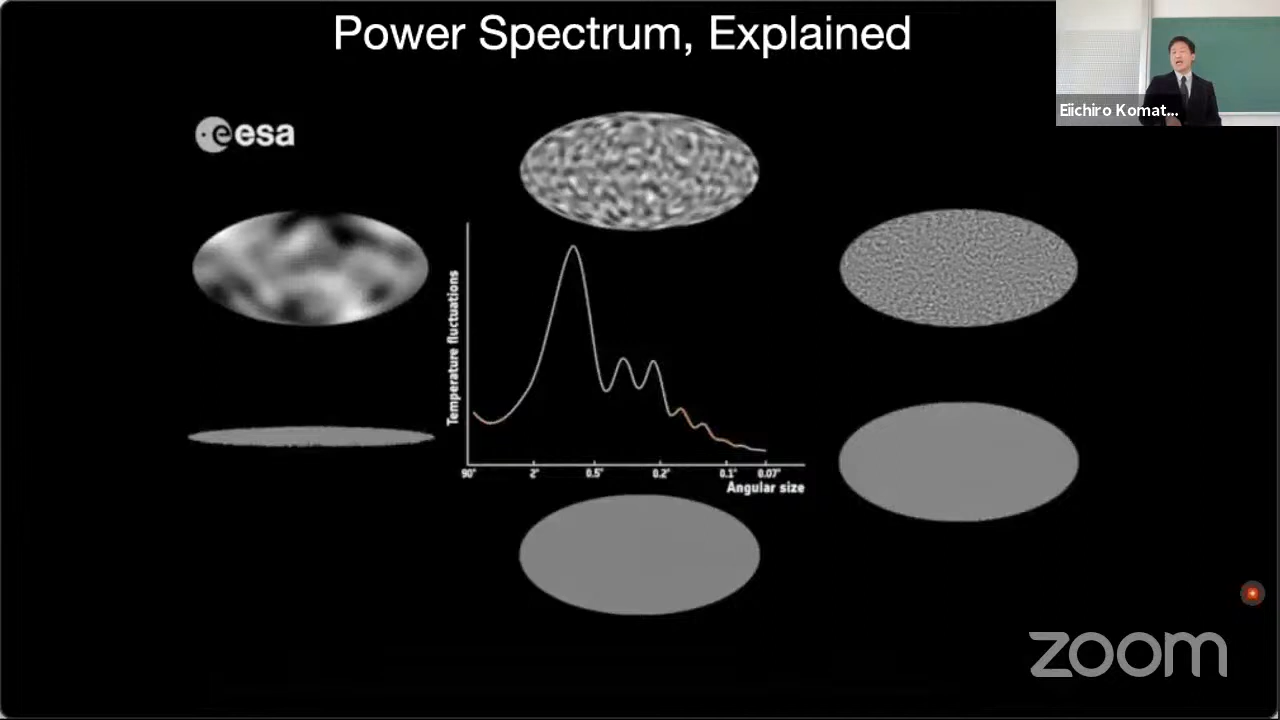 Power Spectrum, Explained
Eiichiro Komat...
esa
Temperature fluctuations
90°
2°
0.5°
0.2°
0.1°
0.07°
Angular size
zoom